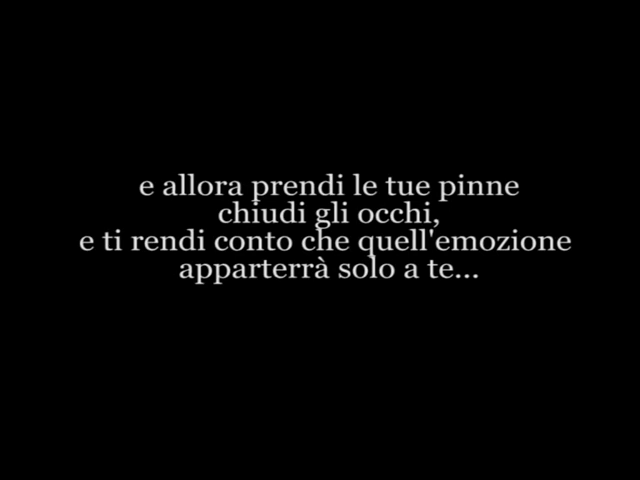 e allora prendi le tue pinne
chiudi gli occhi,
e ti rendi conto che quell'emozione
apparterrà solo a te...